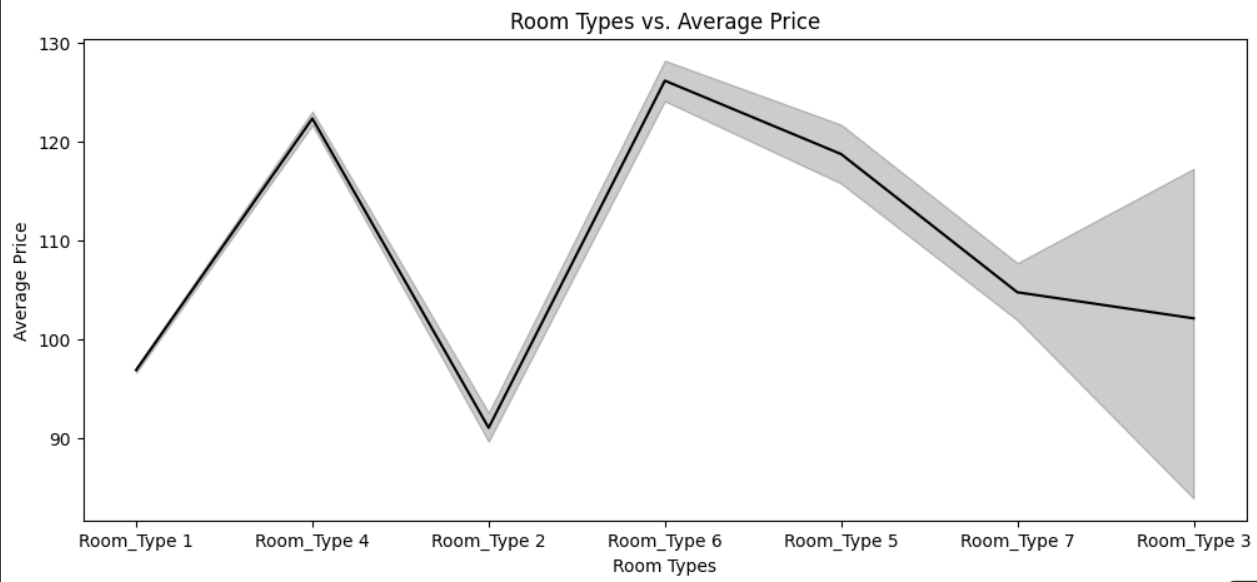 Room Types vs. Average Price
130
120
110
100
90
Average Price
Room_Type 1 Room_Type 4 Room_Type 2 Room_Type 6 Room_Type 5 Room_Type 7 Room_Type 3
Room Types